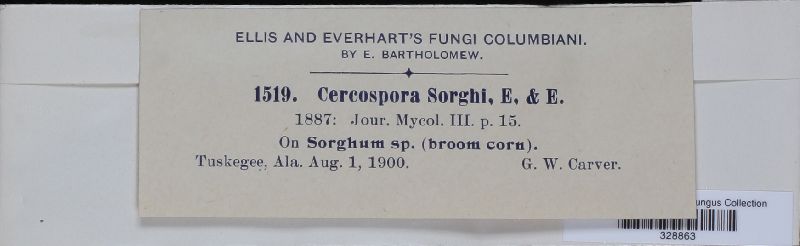 ELLIS AND EVERHART'S FUNGI COLUMBIANI.
BY E. BARTHOLOMEW.
1519. Cercospora Sorghi, E, & E.
1887: Jour. Mycol. III. p. 15.
On Sorghum sp. (broom corn).
Tuskegee, Ala. Aug. 1, 1900. G. W. Carver.
Collection
328863